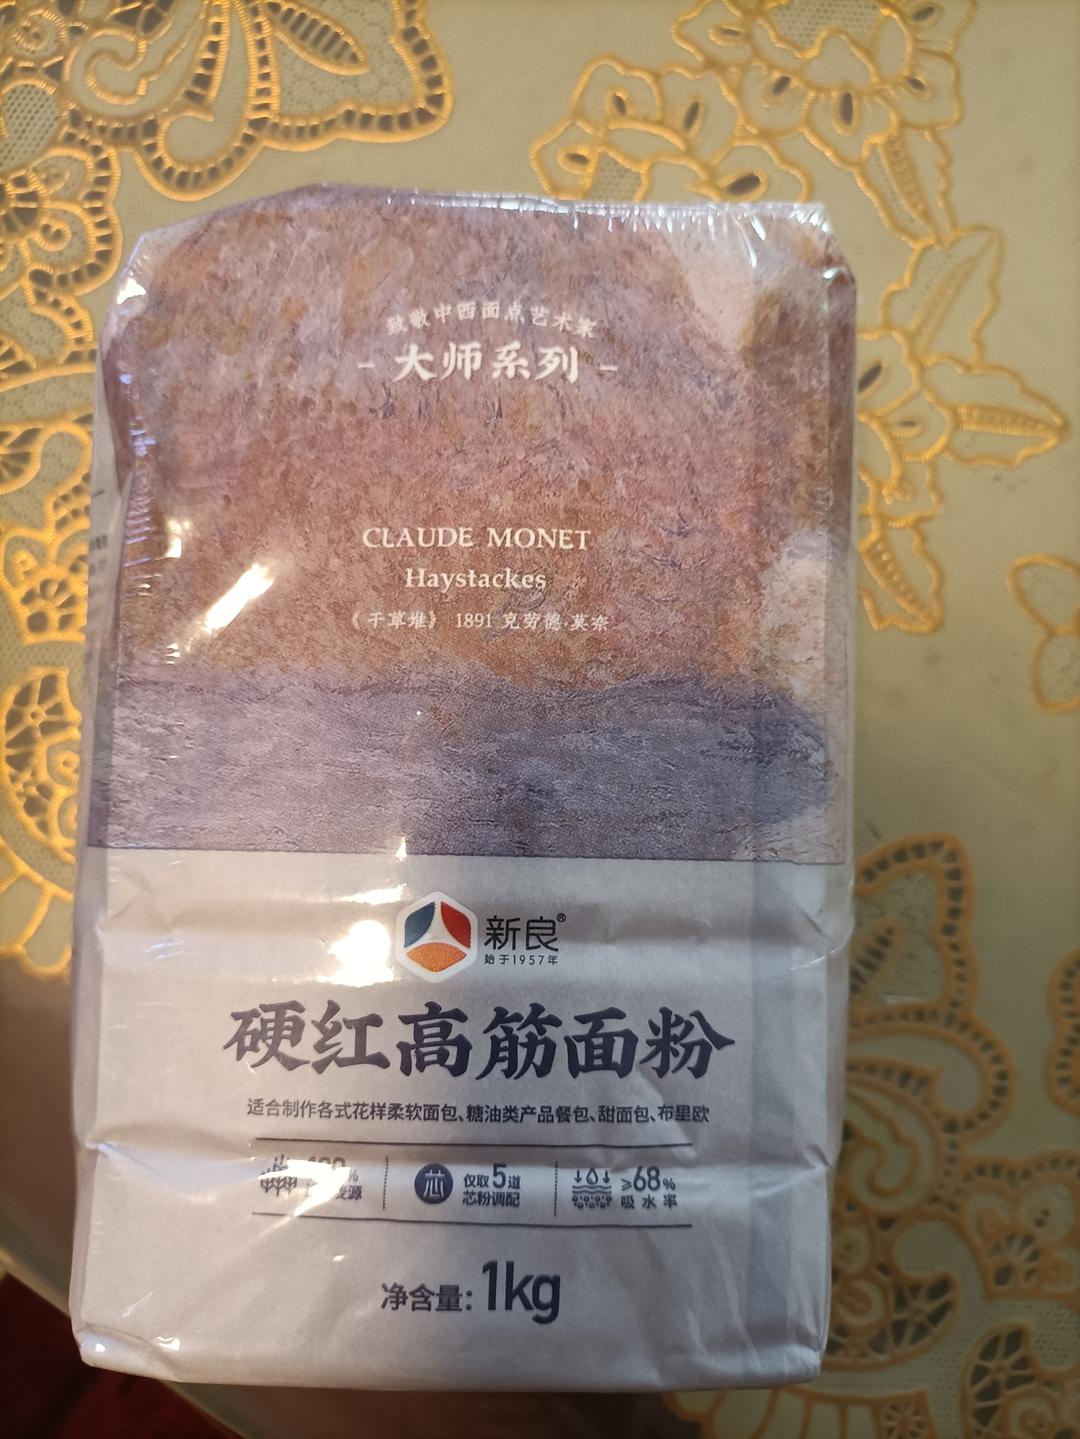 致敬中西面点艺术家
大师系列
CLAUDE MONET
Haystackes
《干草堆》 1891 克劳德·莫奈
新良®
始于1957年
硬红高筋面粉
适合制作各式花样柔软面包、糖油类产品餐包、甜面包、布里欧
%
麦源
芯
仅取5道
芯粉调配
≥68%
吸水率
净含量：1kg